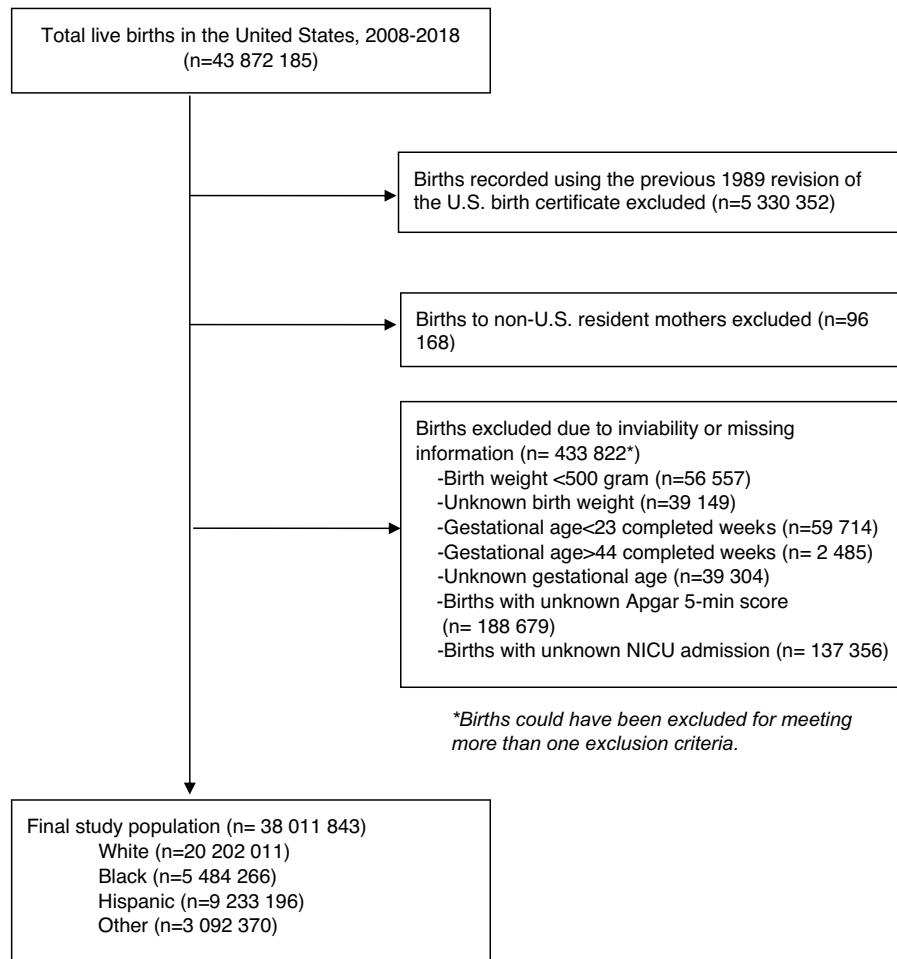 Total live births in the United States, 2008-2018
(n=43 872 185)
Births recorded using the previous 1989 revision of
the U.S. birth certificate excluded (n=5 330 352)
Births to non-U.S. resident mothers excluded (n=96
168)
Births excluded due to inviability or missing
information (n= 433 822*)
-Birth weight <500 gram (n=56 557)
-Unknown birth weight (n=39 149)
-Gestational age<23 completed weeks (n=59 714)
-Gestational age>44 completed weeks (n= 2 485)
-Unknown gestational age (n=39 304)
-Births with unknown Apgar 5-min score
(n= 188 679)
-Births with unknown NICU admission (n= 137 356)
*Births could have been excluded for meeting
more than one exclusion criteria.
Final study population (n= 38 011 843)
White (n=20 202 011)
Black (n=5 484 266)
Hispanic (n=9 233 196)
Other (n=3 092 370)